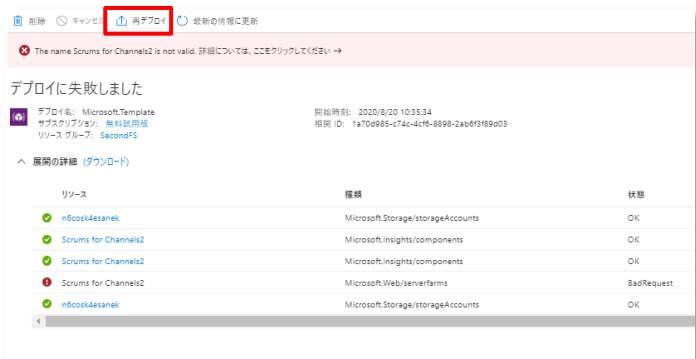 削除 キャンセル 再デプロイ 最新の情報に更新
The name Scrums for Channels2 is not valid. 詳細については、ここをクリックしてください →
デプロイに失敗しました
デプロイ名: Microsoft.Template 開始時刻: 2020/8/20 10:35:34
サブスクリプション: 無料試用版 相関 ID: 1a70d985-c74c-4cf6-8898-2ab6f3f89d03
リソース グループ: SecondFS
展開の詳細 (ダウンロード)
リソース 種類 状態
n6cosk4esanek Microsoft.Storage/storageAccounts OK
Scrums for Channels2 Microsoft.Insights/components OK
Scrums for Channels2 Microsoft.Insights/components OK
Scrums for Channels2 Microsoft.Web/serverfarms BadRequest
n6cosk4esanek Microsoft.Storage/storageAccounts OK